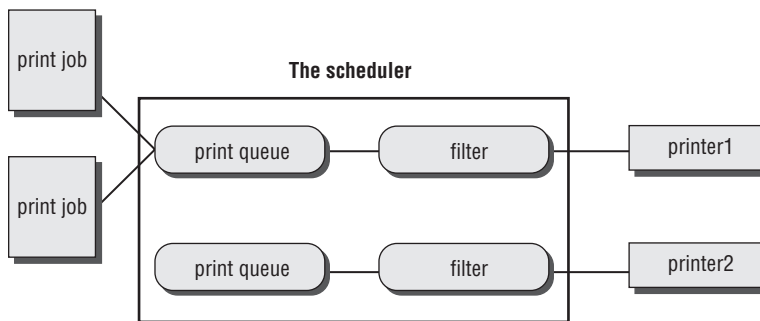 print job
The scheduler
print queue
filter
printer1
print job
print queue
filter
printer2